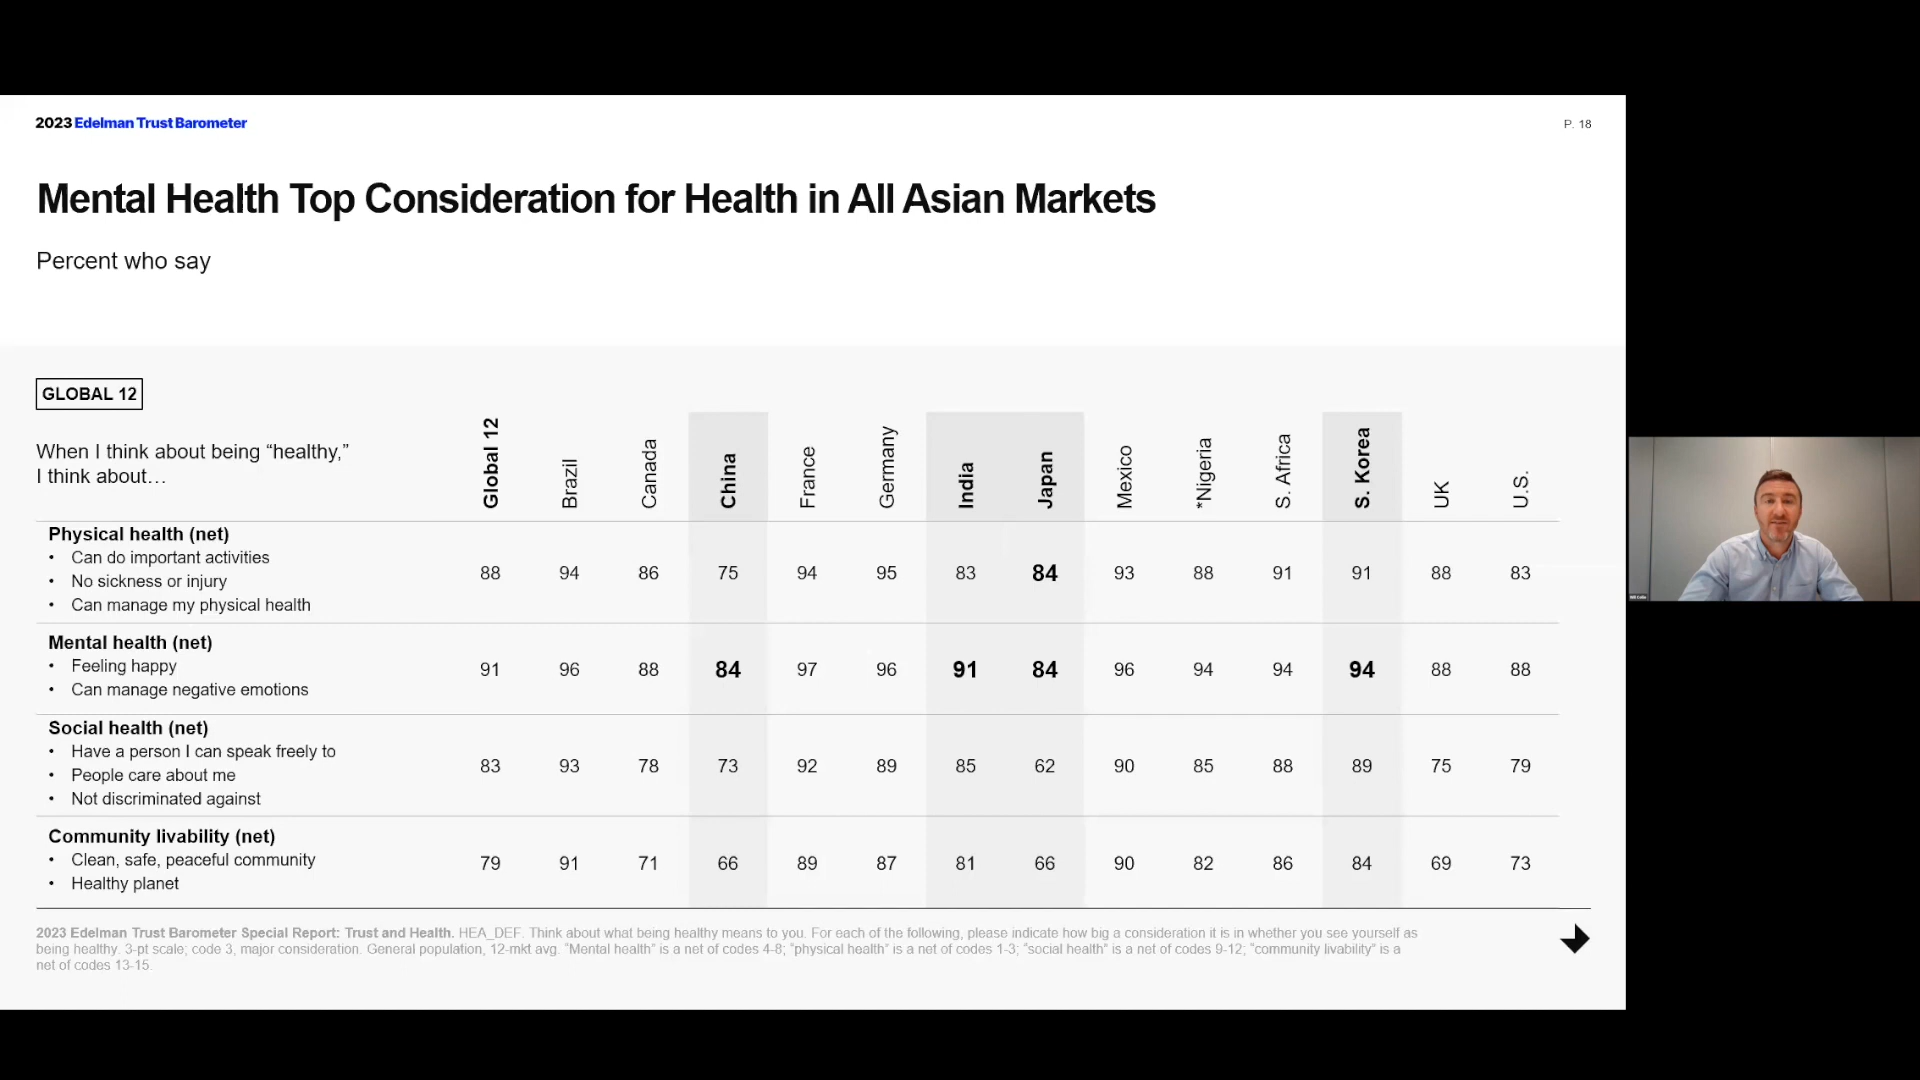 2023 Edelman Trust Barometer
P. 18
Mental Health Top Consideration for Health in All Asian Markets
Percent who say
GLOBAL 12
When I think about being “healthy,”
I think about…
Global 12 Brazil Canada China France Germany India Japan Mexico *Nigeria S. Africa S. Korea UK U.S.
Physical health (net)
• Can do important activities
• No sickness or injury
• Can manage my physical health
88 94 86 75 94 95 83 84 93 88 91 91 88 83
Mental health (net)
• Feeling happy
• Can manage negative emotions
91 96 88 84 97 96 91 84 96 94 94 94 88 88
Social health (net)
• Have a person I can speak freely to
• People care about me
• Not discriminated against
83 93 78 73 92 89 85 62 90 85 88 89 75 79
Community livability (net)
• Clean, safe, peaceful community
• Healthy planet
79 91 71 66 89 87 81 66 90 82 86 84 69 73
2023 Edelman Trust Barometer Special Report: Trust and Health. HEA_DEF. Think about what being healthy means to you. For each of the following, please indicate how big a consideration it is in whether you see yourself as
being healthy. 3-pt scale; code 3, major consideration. General population, 12-mkt avg. “Mental health” is a net of codes 4-8; “physical health” is a net of codes 1-3; “social health” is a net of codes 9-12; “community livability” is a
net of codes 13-15.